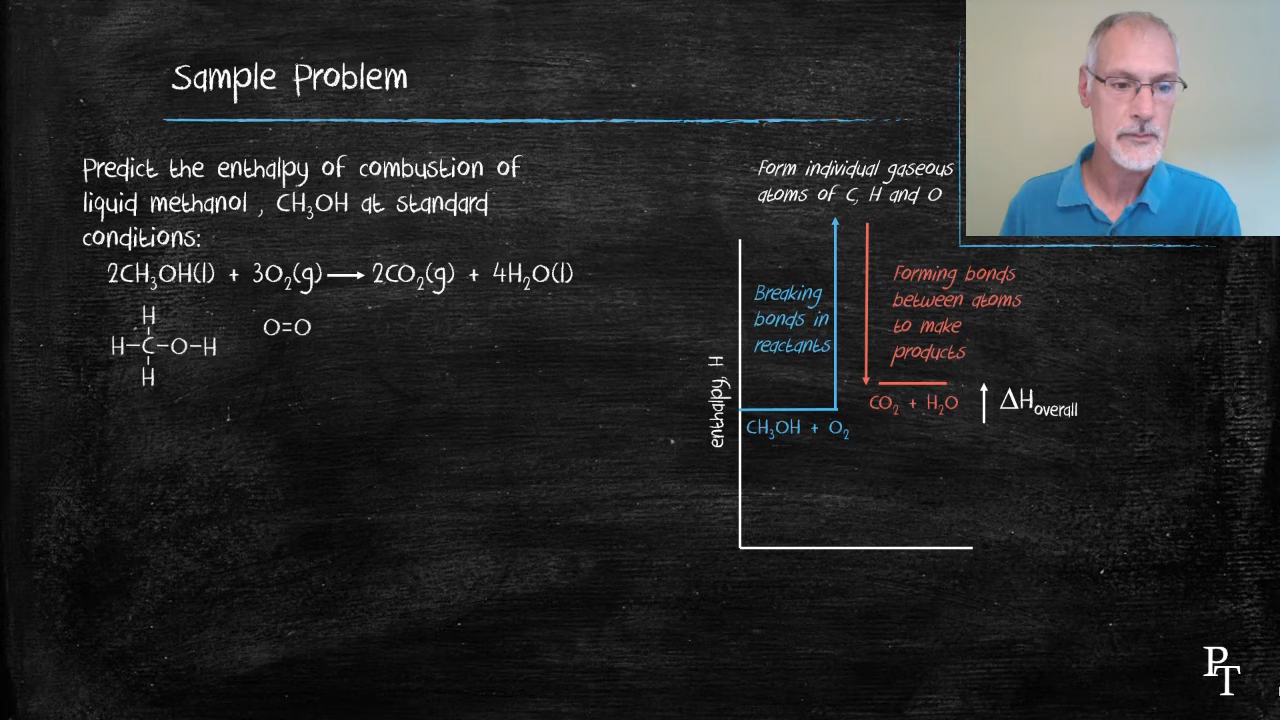 Sample Problem
Predict the enthalpy of combustion of
liquid methanol , CH₃OH at standard
conditions:
2CH₃OH(l) + 3O₂(g) ⟶ 2CO₂(g) + 4H₂O(l)
H
H–C–O–H
H
O=O
Form individual gaseous
atoms of C, H and O
Breaking
bonds in
reactants
Forming bonds
between atoms
to make
products
enthalpy, H
CH₃OH + O₂
CO₂ + H₂O
ΔHoverall
PT